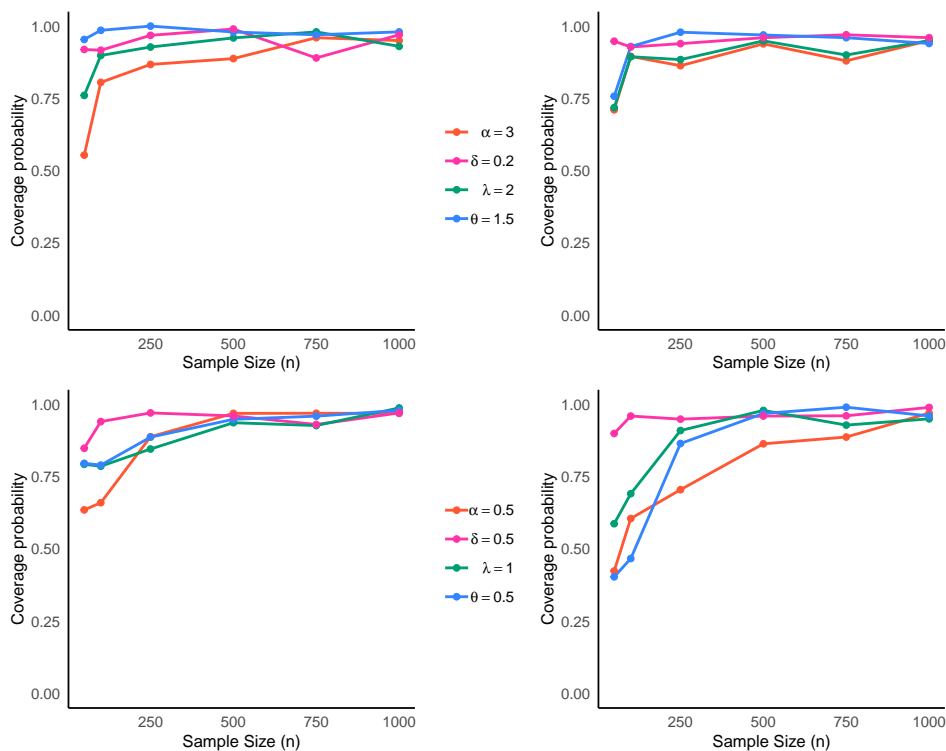 1.00
0.75
0.50
0.25
0.00
Coverage probability
250 500 750 1000
Sample Size (n)
α = 3
δ = 0.2
λ = 2
θ = 1.5
1.00
0.75
0.50
0.25
0.00
Coverage probability
250 500 750 1000
Sample Size (n)
1.00
0.75
0.50
0.25
0.00
Coverage probability
250 500 750 1000
Sample Size (n)
α = 0.5
δ = 0.5
λ = 1
θ = 0.5
1.00
0.75
0.50
0.25
0.00
Coverage probability
250 500 750 1000
Sample Size (n)